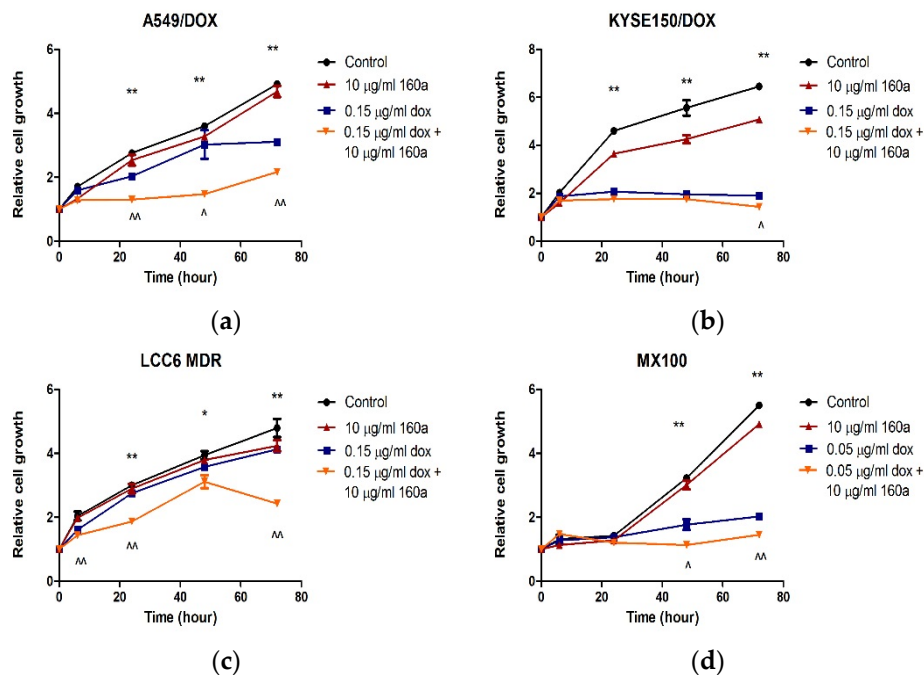 A549/DOX
Relative cell growth
6
4
2
0
**
**
**
^^
^
^^
0 20 40 60 80
Time (hour)
Control
10 µg/ml 160a
0.15 µg/ml dox
0.15 µg/ml dox +
10 µg/ml 160a
(a)
KYSE150/DOX
Relative cell growth
8
6
4
2
0
**
**
**
^
0 20 40 60 80
Time (hour)
Control
10 µg/ml 160a
0.15 µg/ml dox
0.15 µg/ml dox +
10 µg/ml 160a
(b)
LCC6 MDR
Relative cell growth
6
4
2
0
**
*
**
^^
^^
^^
0 20 40 60 80
Time (hour)
Control
10 µg/ml 160a
0.15 µg/ml dox
0.15 µg/ml dox +
10 µg/ml 160a
(c)
MX100
Relative cell growth
6
4
2
0
**
**
^
^^
0 20 40 60 80
Time (hour)
Control
10 µg/ml 160a
0.05 µg/ml dox
0.05 µg/ml dox +
10 µg/ml 160a
(d)